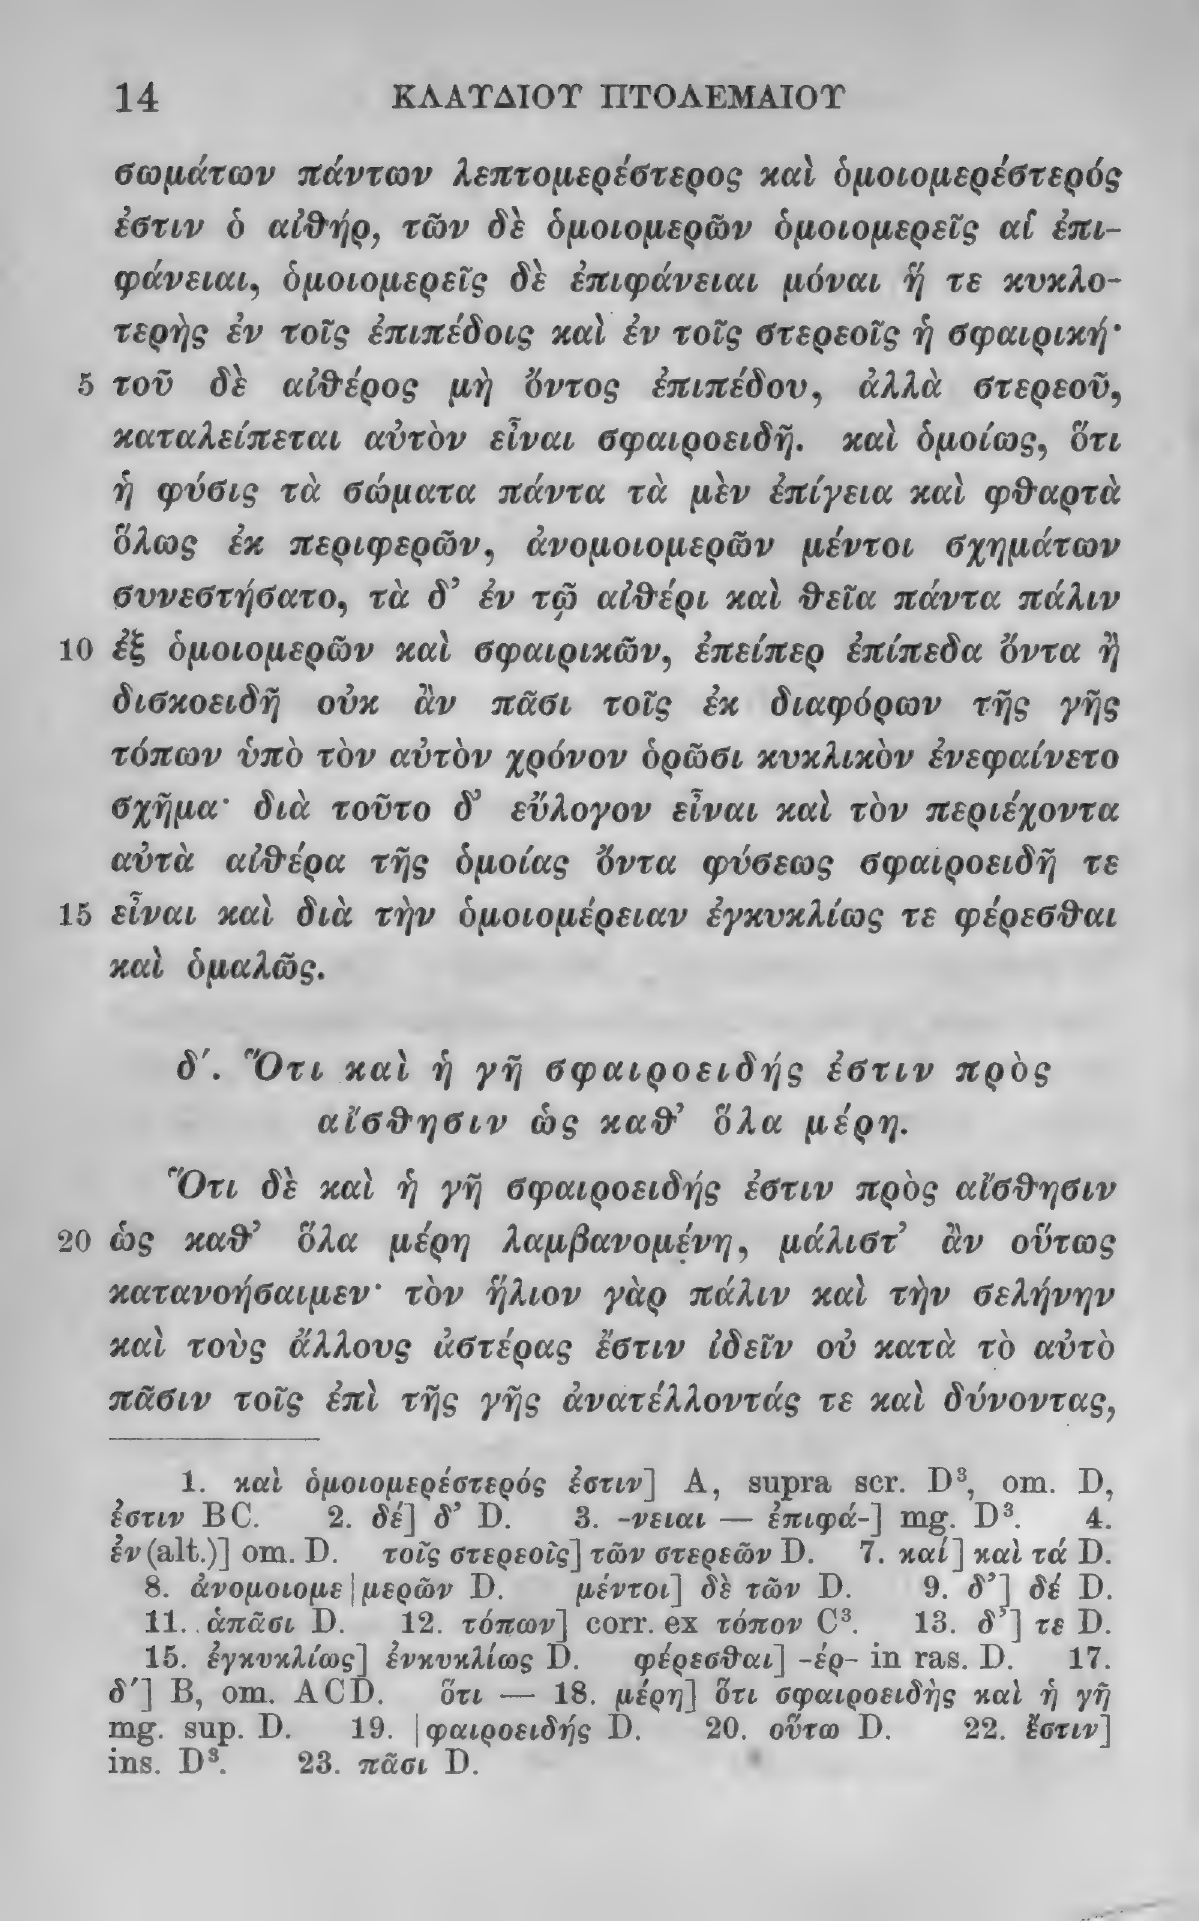 14 ΚΛΑΥΔΙΟΥ ΠΤΟΛΕΜΑΙΟΥ
σωμάτων πάντων λεπτομερέστερος καὶ ὁμοιομερέστερός
ἐστιν ὁ αἰθήρ, τῶν δὲ ὁμοιομερῶν ὁμοιομερεῖς αἱ ἐπι-
φάνειαι, ὁμοιομερεῖς δὲ ἐπιφάνειαι μόναι ἥ τε κυκλο-
τερὴς ἐν τοῖς ἐπιπέδοις καὶ ἐν τοῖς στερεοῖς ἡ σφαιρική·
5 τοῦ δὲ αἰθέρος μὴ ὄντος ἐπιπέδου, ἀλλὰ στερεοῦ,
καταλείπεται αὐτὸν εἶναι σφαιροειδῆ. καὶ ὁμοίως, ὅτι
ἡ φύσις τὰ σώματα πάντα τὰ μὲν ἐπίγεια καὶ φθαρτὰ
ὅλως ἐκ περιφερῶν, ἀνομοιομερῶν μέντοι σχημάτων
συνεστήσατο, τὰ δ’ ἐν τῷ αἰθέρι καὶ θεῖα πάντα πάλιν
10 ἐξ ὁμοιομερῶν καὶ σφαιρικῶν, ἐπείπερ ἐπίπεδα ὄντα ἢ
δισκοειδῆ οὐκ ἂν πᾶσι τοῖς ἐκ διαφόρων τῆς γῆς
τόπων ὑπὸ τὸν αὐτὸν χρόνον ὁρῶσι κυκλικὸν ἐνεφαίνετο
σχῆμα· διὰ τοῦτο δ’ εὔλογον εἶναι καὶ τὸν περιέχοντα
αὐτὰ αἰθέρα τῆς ὁμοίας ὄντα φύσεως σφαιροειδῆ τε
15 εἶναι καὶ διὰ τὴν ὁμοιομέρειαν ἐγκυκλίως τε φέρεσθαι
καὶ ὁμαλῶς.
δ′. Ὅτι καὶ ἡ γῆ σφαιροειδής ἐστιν πρὸς
αἴσθησιν ὡς καθ’ ὅλα μέρη.
Ὅτι δὲ καὶ ἡ γῆ σφαιροειδής ἐστιν πρὸς αἴσθησιν
20 ὡς καθ’ ὅλα μέρη λαμβανομένη, μάλιστ’ ἂν οὕτως
κατανοήσαιμεν· τὸν ἥλιον γὰρ πάλιν καὶ τὴν σελήνην
καὶ τοὺς ἄλλους ἀστέρας ἔστιν ἰδεῖν οὐ κατὰ τὸ αὐτὸ
πᾶσιν τοῖς ἐπὶ τῆς γῆς ἀνατέλλοντάς τε καὶ δύνοντας,
1. καὶ ὁμοιομερέστερός ἐστιν] A, supra scr. D³, om. D,
ἐστιν BC. 2. δέ] δ’ D. 3. -νειαι — ἐπιφά-] mg. D³. 4.
ἐν (alt.)] om. D. τοῖς στερεοῖς] τῶν στερεῶν D. 7. καί] καὶ τά D.
8. ἀνομοιομε|μερῶν D. μέντοι] δὲ τῶν D. 9. δ’] δέ D.
11. ἁπᾶσι D. 12. τόπων] corr. ex τόπον C³. 13. δ’] τε D.
15. ἐγκυκλίως] ἐνκυκλίως D. φέρεσθαι] -έρ- in ras. D. 17.
δ′] B, om. ACD. ὅτι — 18. μέρη] ὅτι σφαιροειδὴς καὶ ἡ γῆ
mg. sup. D. 19. |φαιροειδής D. 20. οὕτω D. 22. ἔστιν]
ins. D³. 23. πᾶσι D.